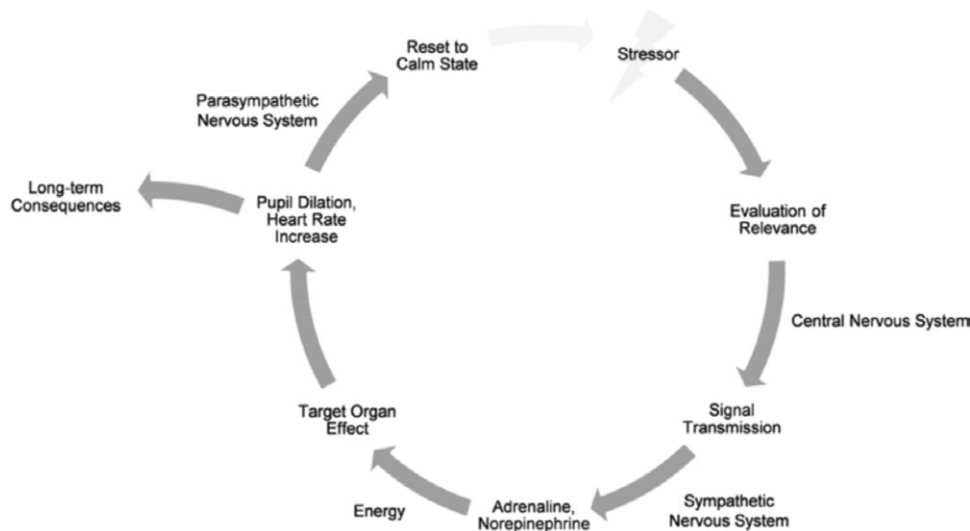 Reset to
Calm State
Stressor
Parasympathetic
Nervous System
Long-term
Consequences
Pupil Dilation,
Heart Rate
Increase
Evaluation of
Relevance
Central Nervous System
Target Organ
Effect
Signal
Transmission
Energy
Adrenaline,
Norepinephrine
Sympathetic
Nervous System